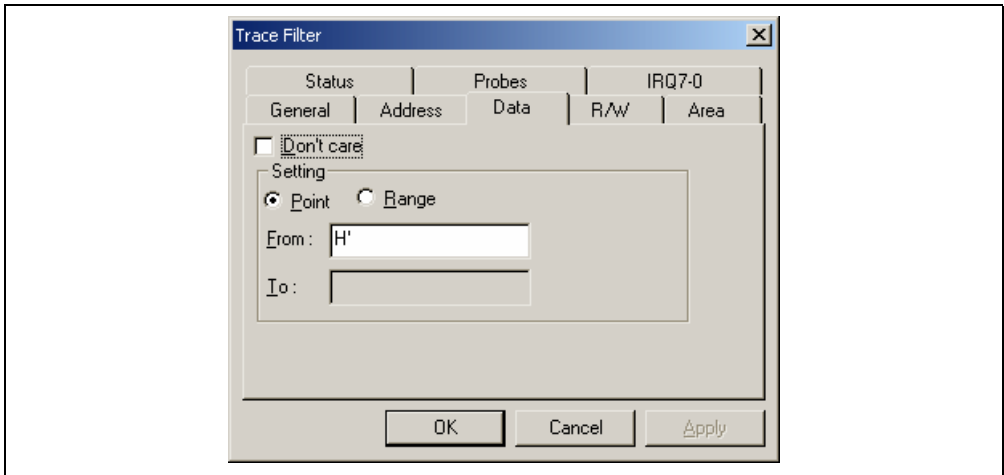 Trace Filter
Status Probes IRQ7-0
General Address Data R/W Area
Don't care
Setting
Point Range
From : H'
To :
OK Cancel Apply